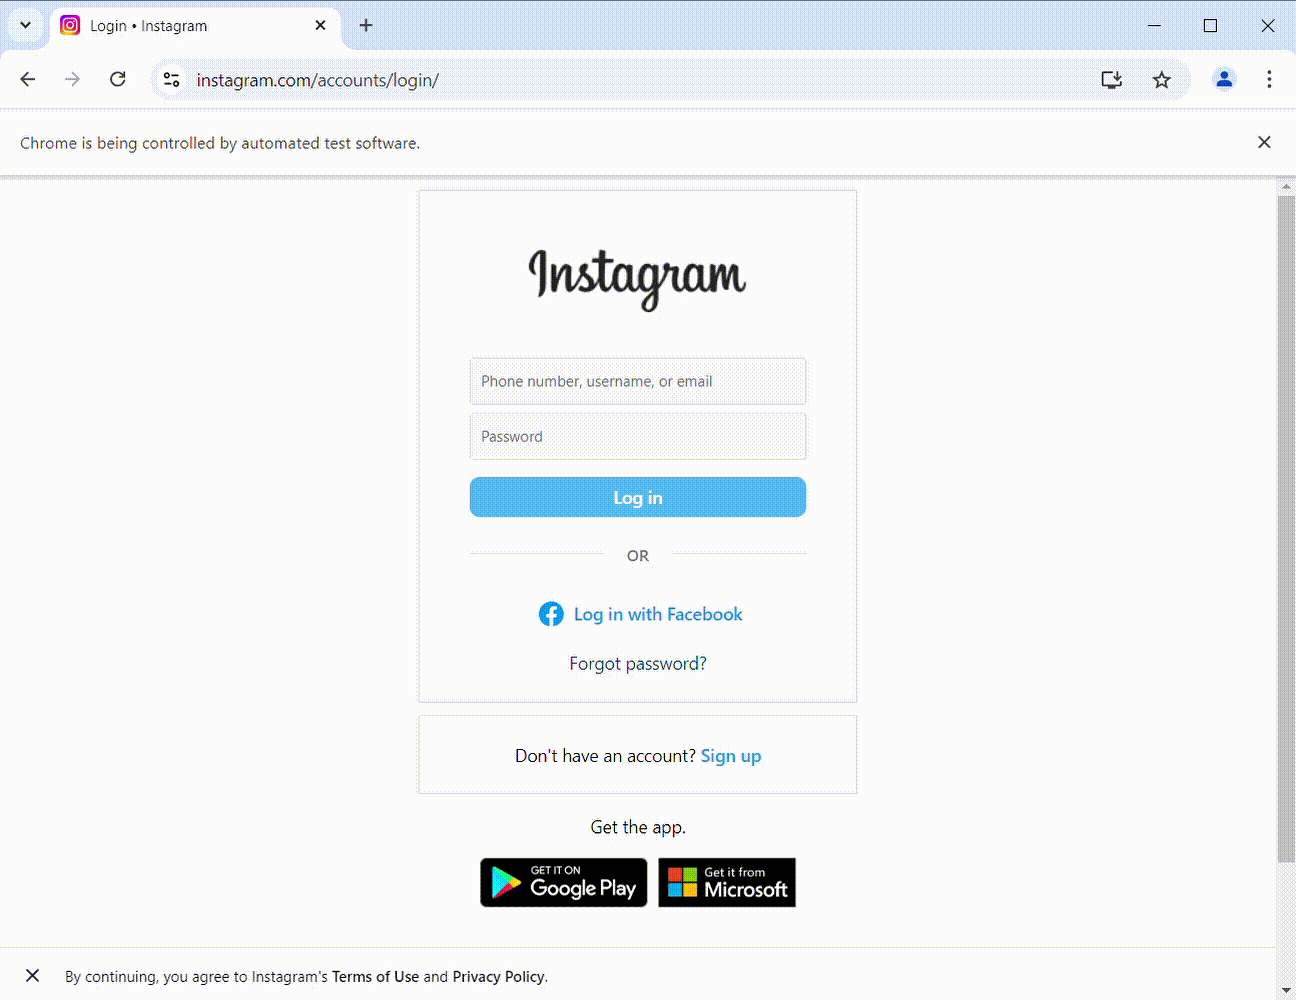 Login • Instagram
instagram.com/accounts/login/
Chrome is being controlled by automated test software.
Instagram
Phone number, username, or email
Password
Log in
OR
Log in with Facebook
Forgot password?
Don't have an account? Sign up
Get the app.
GET IT ON
Google Play
Get it from
Microsoft
By continuing, you agree to Instagram's Terms of Use and Privacy Policy.